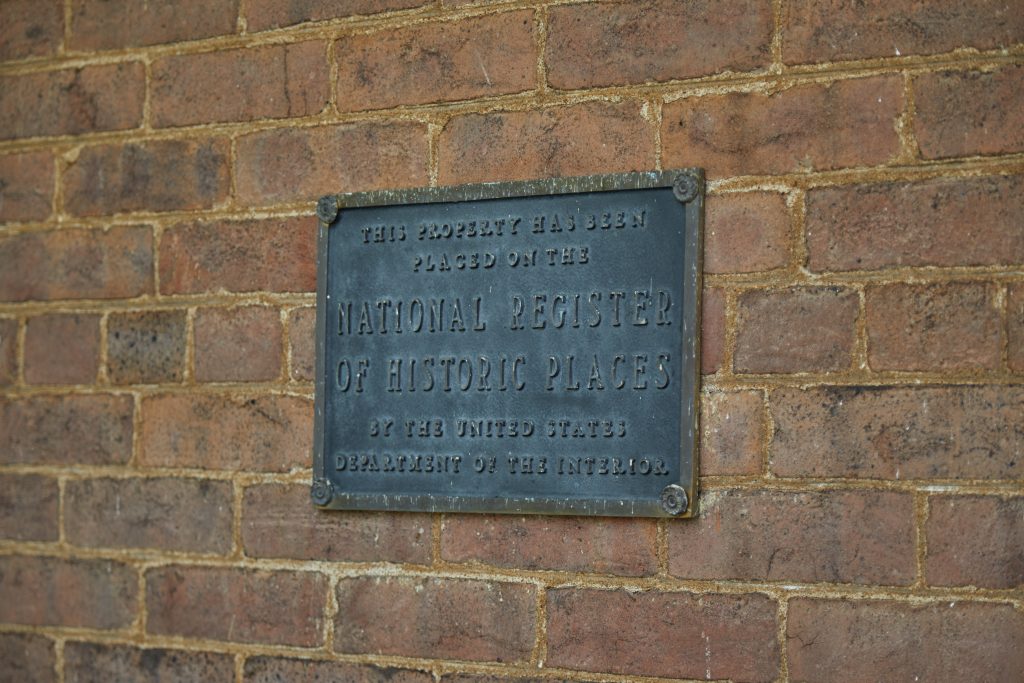 THIS PROPERTY HAS BEEN
PLACED ON THE
NATIONAL REGISTER
OF HISTORIC PLACES
BY THE UNITED STATES
DEPARTMENT OF THE INTERIOR